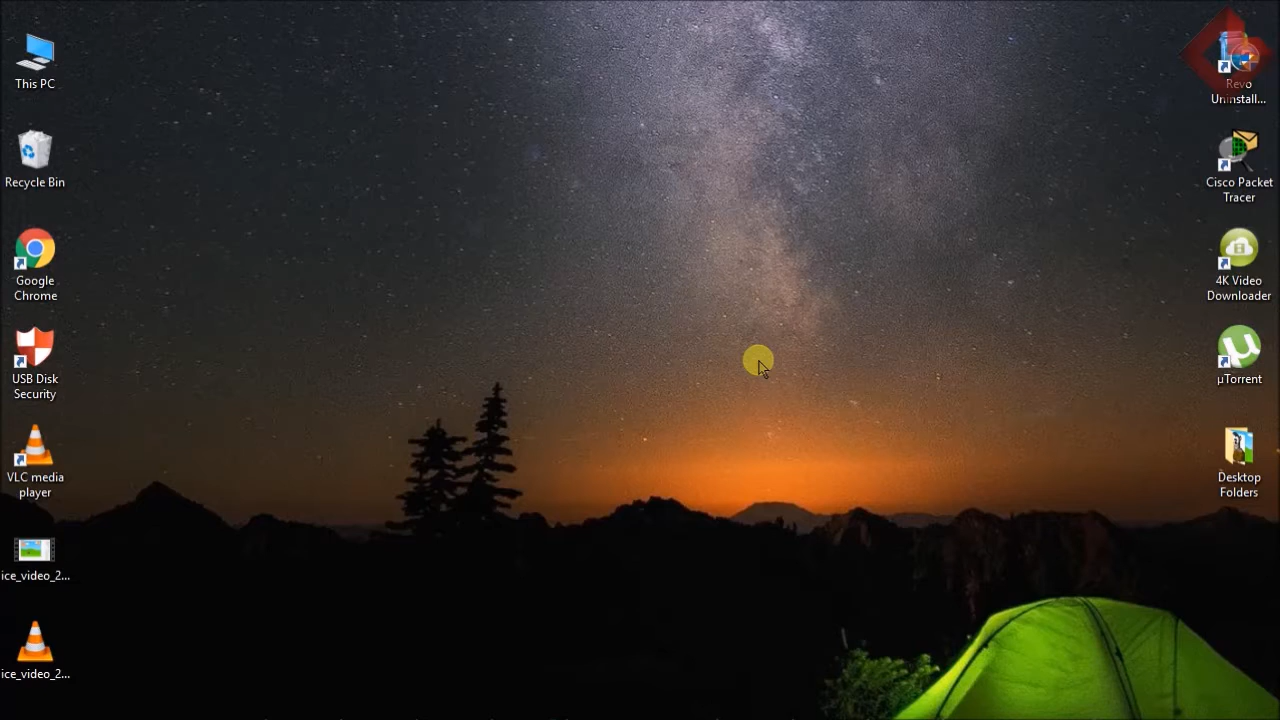 This PC
Recycle Bin
Google
Chrome
USB Disk
Security
VLC media
player
ice_video_2...
ice_video_2...
Revo
Uninstall...
Cisco Packet
Tracer
4K Video
Downloader
µTorrent
Desktop
Folders